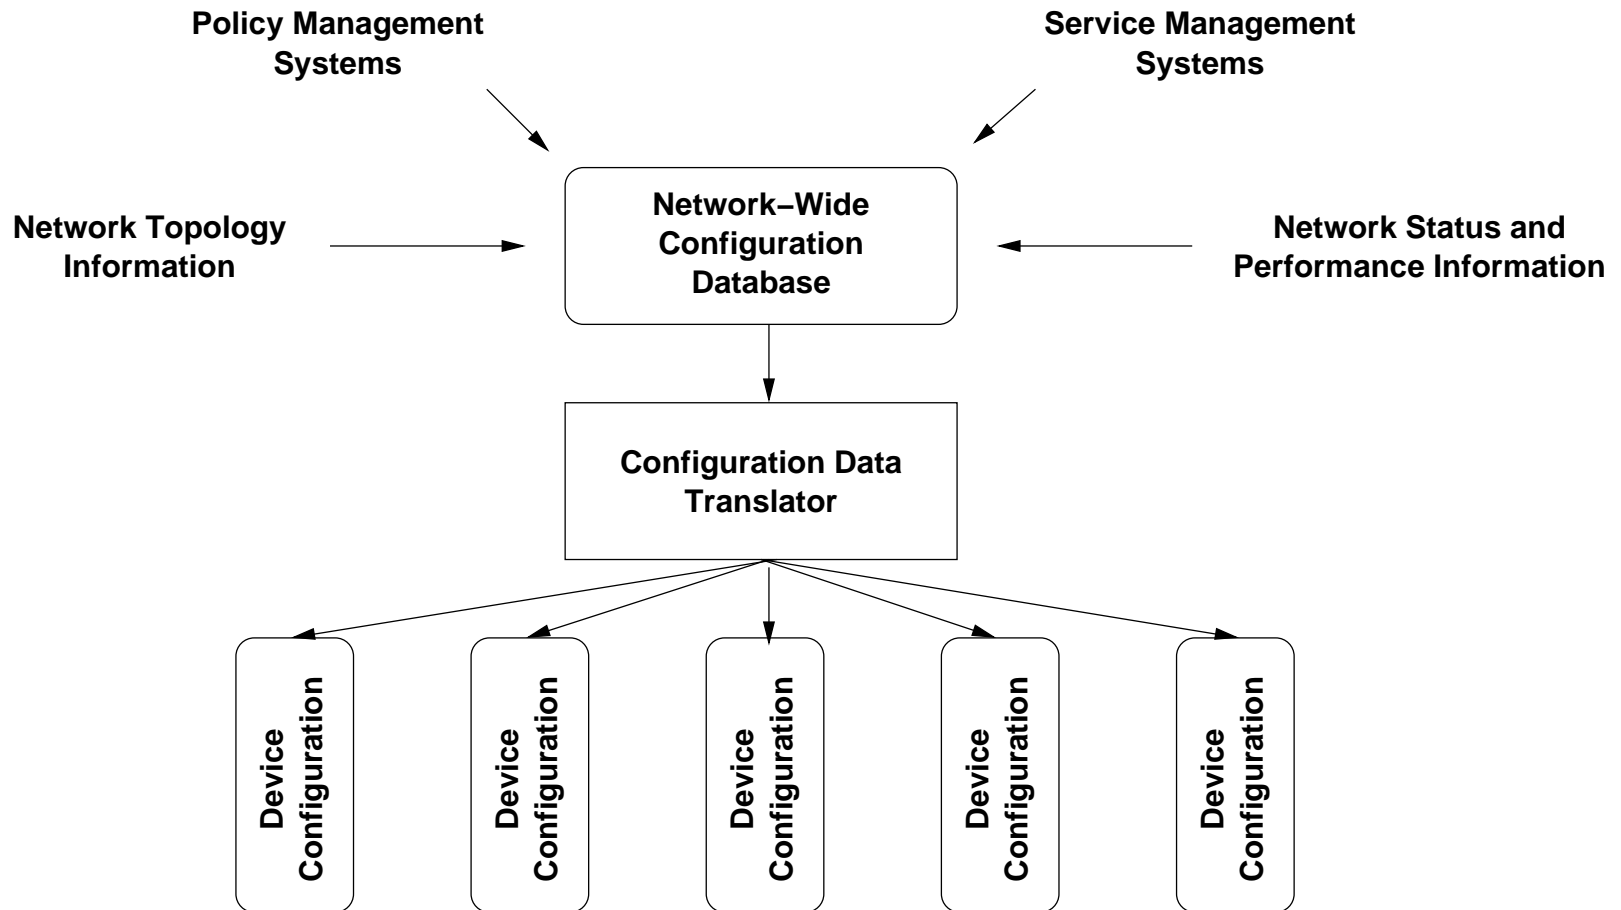 Policy Management
Systems
Service Management
Systems
Network Topology
Information
Network–Wide
Configuration
Database
Network Status and
Performance Information
Configuration Data
Translator
Device
Configuration
Device
Configuration
Device
Configuration
Device
Configuration
Device
Configuration